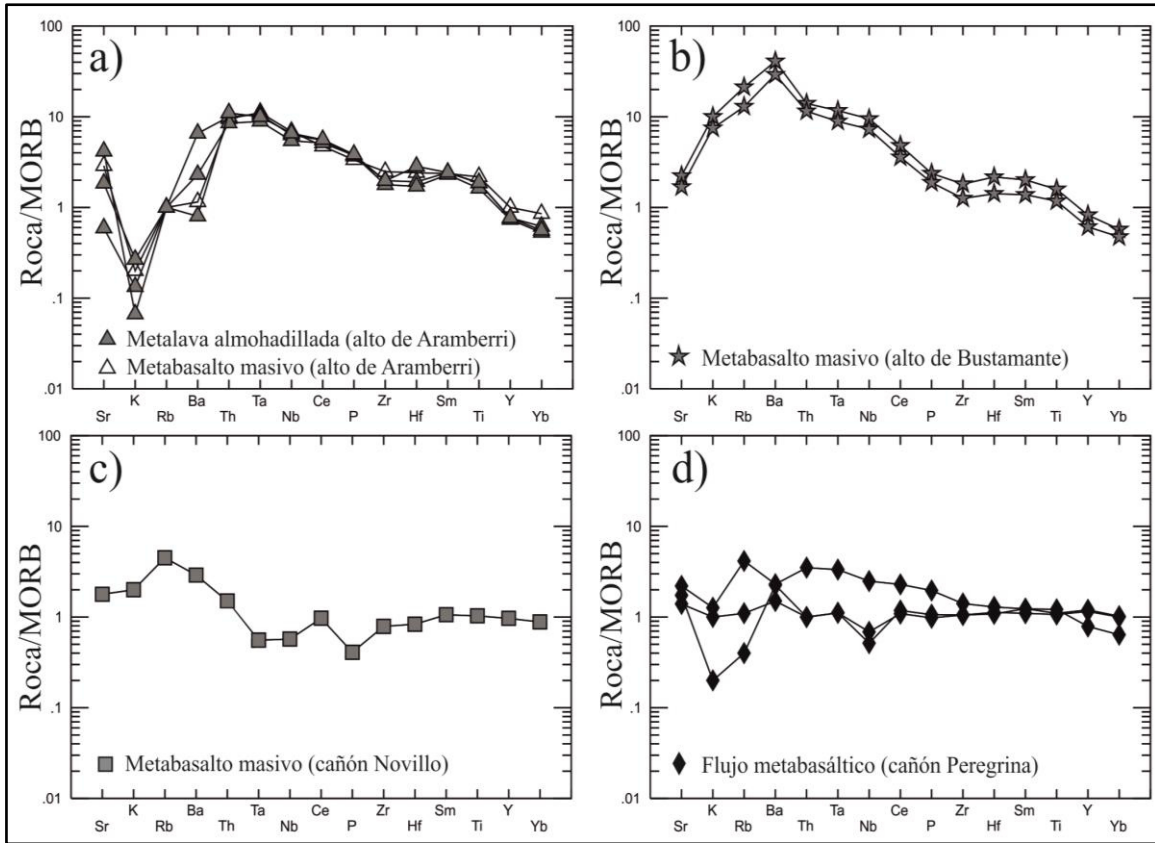 a)
Roca/MORB
100
10
1
.1
.01
Metalava almohadillada (alto de Aramberri)
Metabasalto masivo (alto de Aramberri)
K Ba Ta Ce Zr Sm Y
Sr Rb Th Nb P Hf Ti Yb
b)
Roca/MORB
100
10
1
.1
.01
Metabasalto masivo (alto de Bustamante)
K Ba Ta Ce Zr Sm Y
Sr Rb Th Nb P Hf Ti Yb
c)
Roca/MORB
100
10
1
.1
.01
Metabasalto masivo (cañón Novillo)
K Ba Ta Ce Zr Sm Y
Sr Rb Th Nb P Hf Ti Yb
d)
Roca/MORB
100
10
1
.1
.01
Flujo metabasáltico (cañón Peregrina)
K Ba Ta Ce Zr Sm Y
Sr Rb Th Nb P Hf Ti Yb